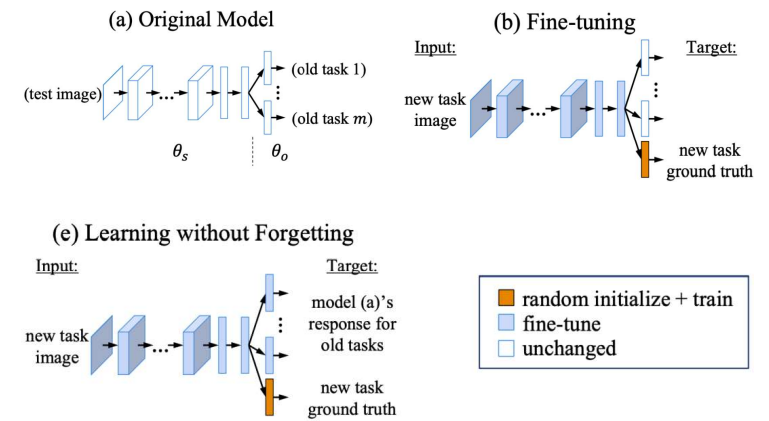 (a) Original Model
(test image)
...
(old task 1)
⋮
(old task m)
θs
θo
(b) Fine-tuning
Input:
Target:
new task
image
...
⋮
new task
ground truth
(e) Learning without Forgetting
Input:
Target:
new task
image
...
model (a)'s
response for
old tasks
⋮
new task
ground truth
random initialize + train
fine-tune
unchanged